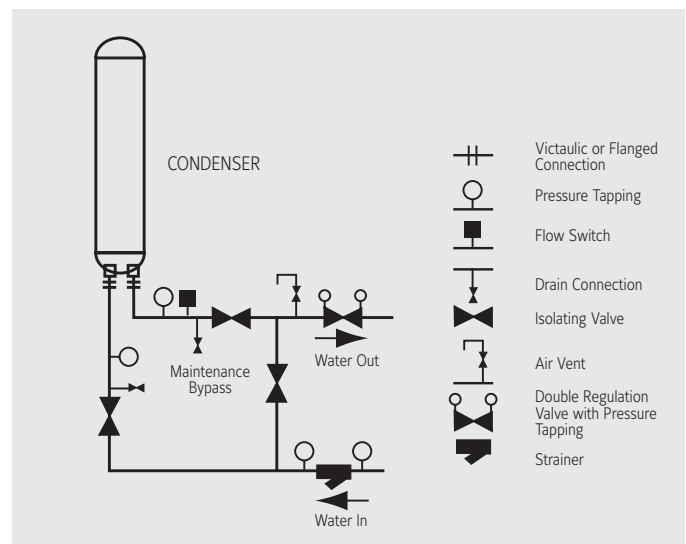 CONDENSER
Maintenance
Bypass
Water Out
Water In
Victaulic or Flanged
Connection
Pressure Tapping
Flow Switch
Drain Connection
Isolating Valve
Air Vent
Double Regulation
Valve with Pressure
Tapping
Strainer